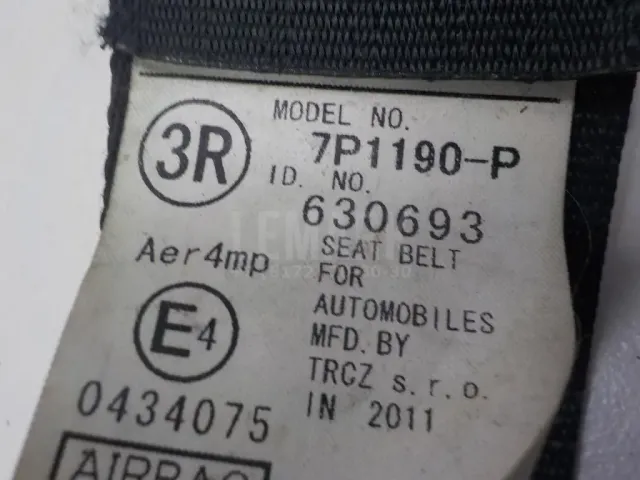 MODEL NO.
3R
7P1190-P
ID. NO.
630693
Aer4mp
SEAT BELT
FOR
AUTOMOBILES
E4
MFD. BY
TRCZ s.r.o.
0434075
IN 2011
AIRBAG